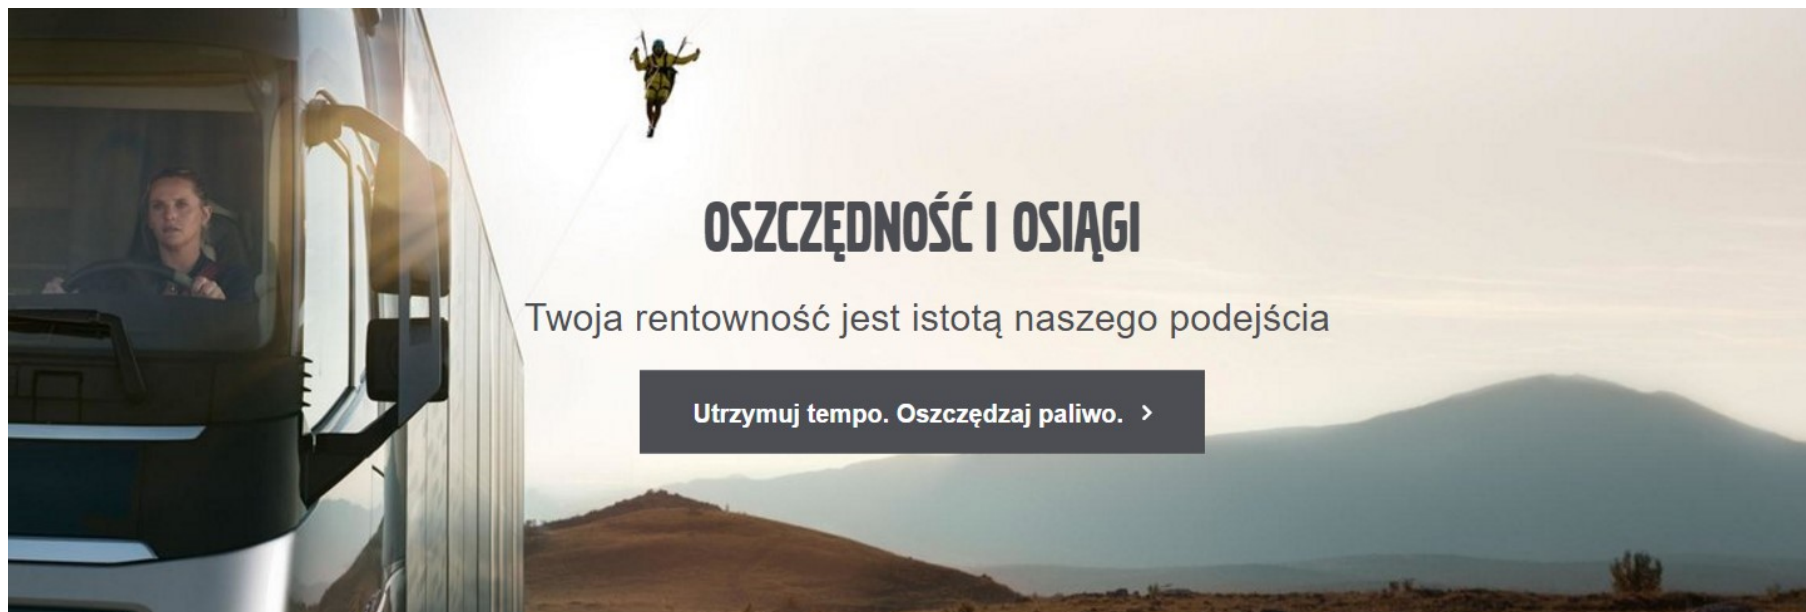 OSZCZĘDNOŚĆ I OSIĄGI
Twoja rentowność jest istotą naszego podejścia
Utrzymuj tempo. Oszczędzaj paliwo. >